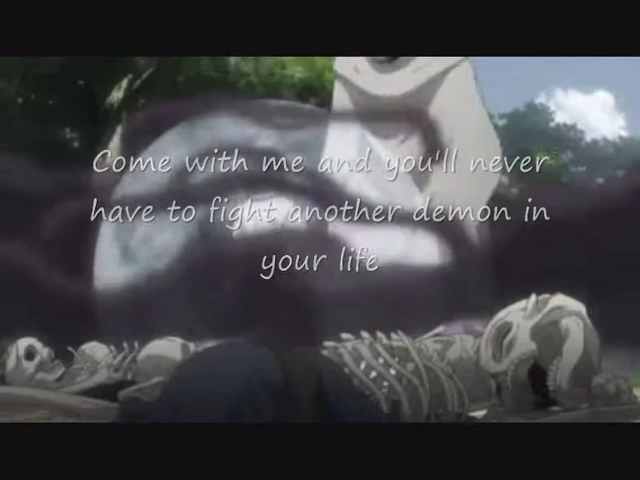 Come with me and you'll never
have to fight another demon in
your life